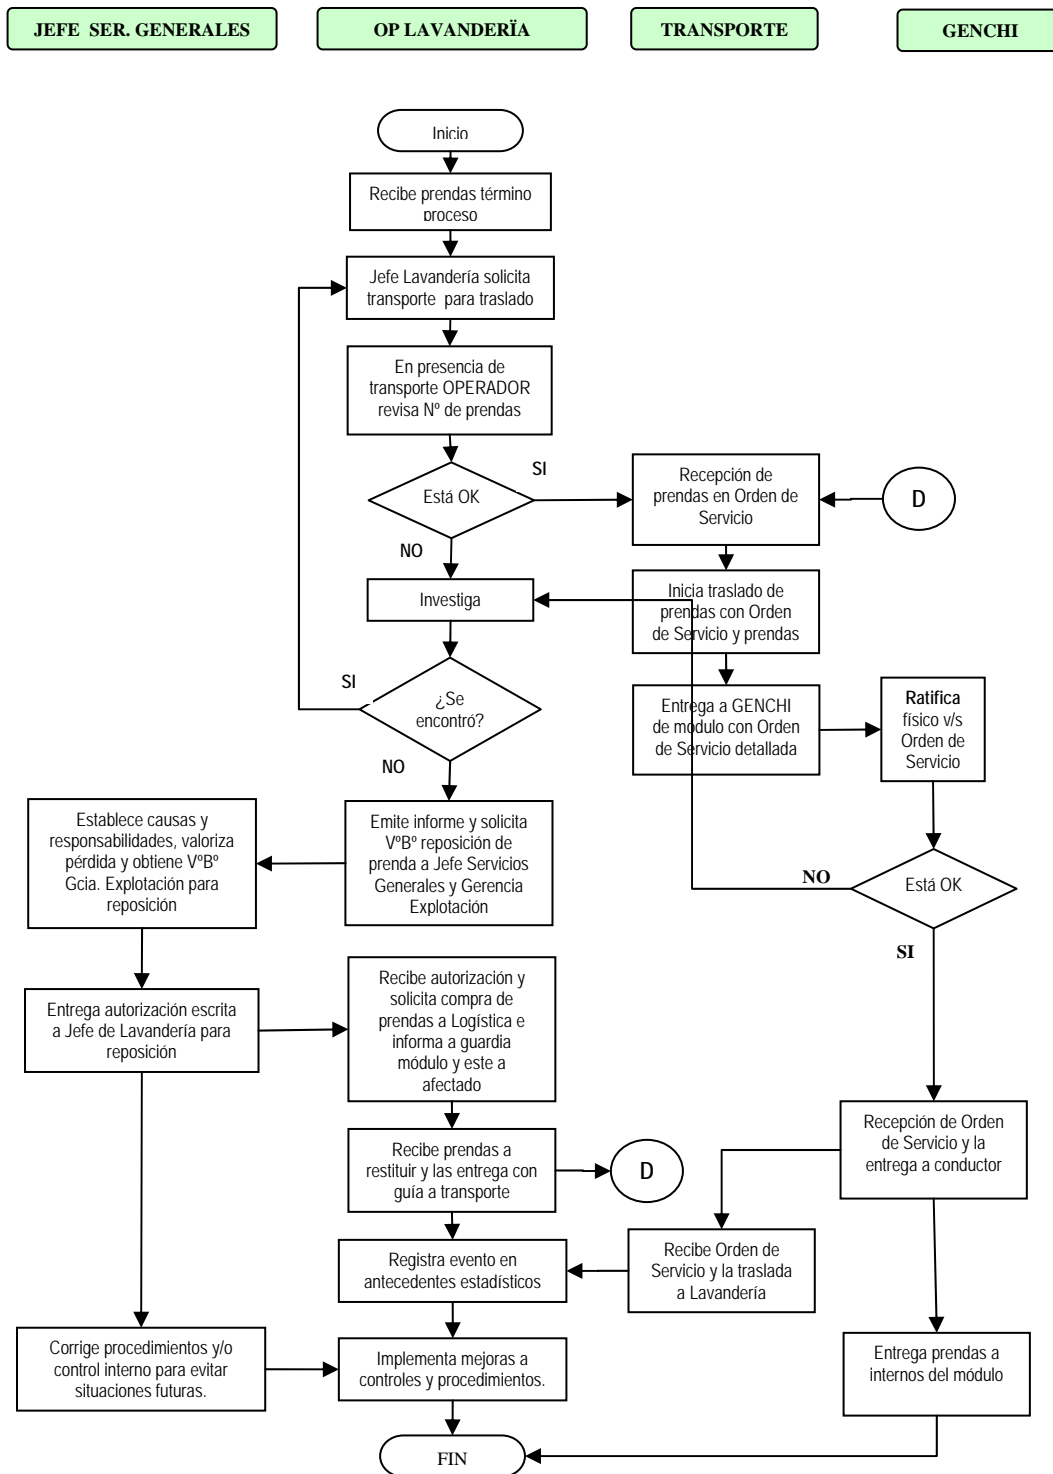 JEFE  SER. GENERALES
OP LAVANDERÏA
TRANSPORTE
GENCHI
Inicio
Recibe prendas término
proceso
Jefe Lavandería solicita
transporte  para traslado
En presencia de
transporte OPERADOR
revisa Nº de prendas
Está OK
SI
NO
Recepción de
prendas en Orden de
Servicio
D
Investiga
Inicia traslado de
prendas con Orden
de Servicio y prendas
SI
¿Se
encontró?
NO
Entrega a GENCHI
de módulo con Orden
de Servicio detallada
Ratifica
físico v/s
Orden de
Servicio
Establece causas y
responsabilidades, valoriza
pérdida y obtiene VºBº
Gcia. Explotación para
reposición
Emite informe y solicita
VºBº reposición de
prenda a Jefe Servicios
Generales y Gerencia
Explotación
NO
Está OK
SI
Entrega autorización escrita
a Jefe de Lavandería para
reposición
Recibe autorización y
solicita compra de
prendas a Logística e
informa a guardia
módulo y este a
afectado
Recepción de Orden
de Servicio y la
entrega a conductor
Recibe prendas a
restituir y las entrega con
guía a transporte
D
Registra evento en
antecedentes estadísticos
Recibe Orden de
Servicio y la traslada
a Lavandería
Corrige procedimientos y/o
control interno para evitar
situaciones futuras.
Implementa mejoras a
controles y procedimientos.
Entrega prendas a
internos del módulo
FIN